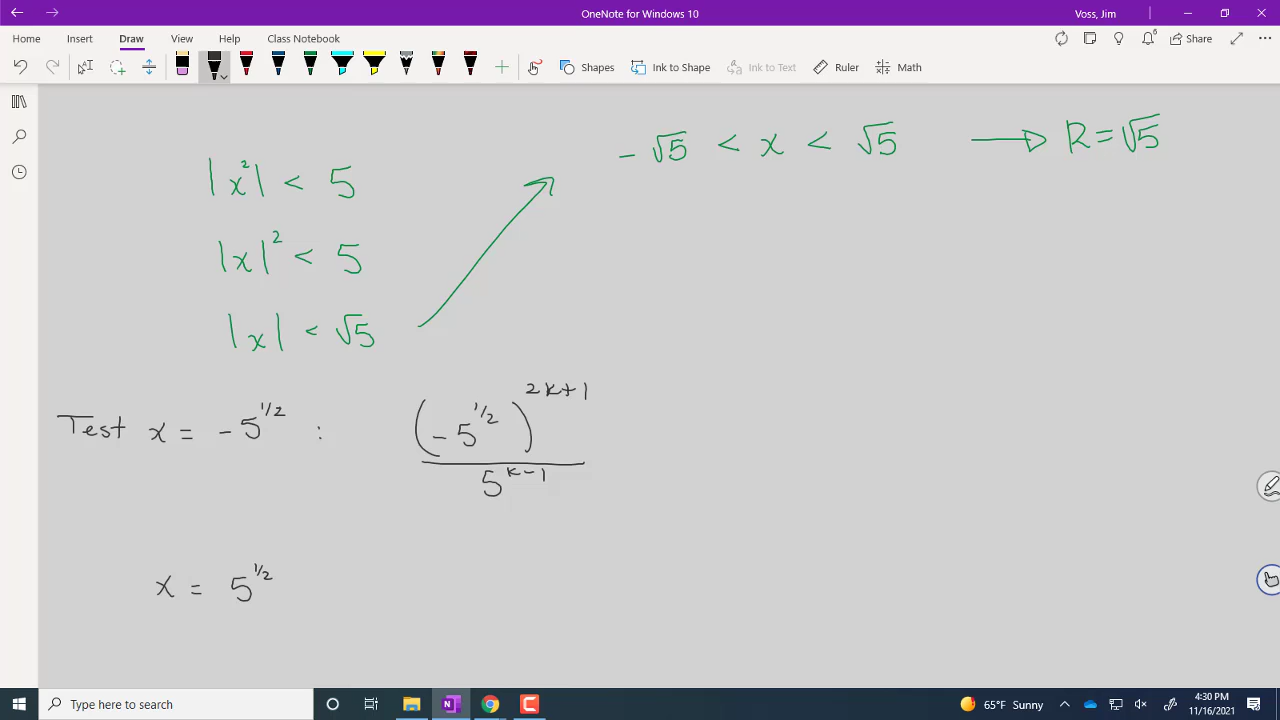 OneNote for Windows 10
Voss, Jim
Home Insert Draw View Help Class Notebook
Share
Shapes Ink to Shape Ink to Text Ruler Math
-√5 < x < √5 → R=√5
|x²| < 5
|x|² < 5
|x| < √5
Test x = -5^{1/2} : (-5^{1/2})^{2k+1}
5^{k-1}
x = 5^{1/2}
Type here to search
65°F Sunny
4:30 PM
11/16/2021